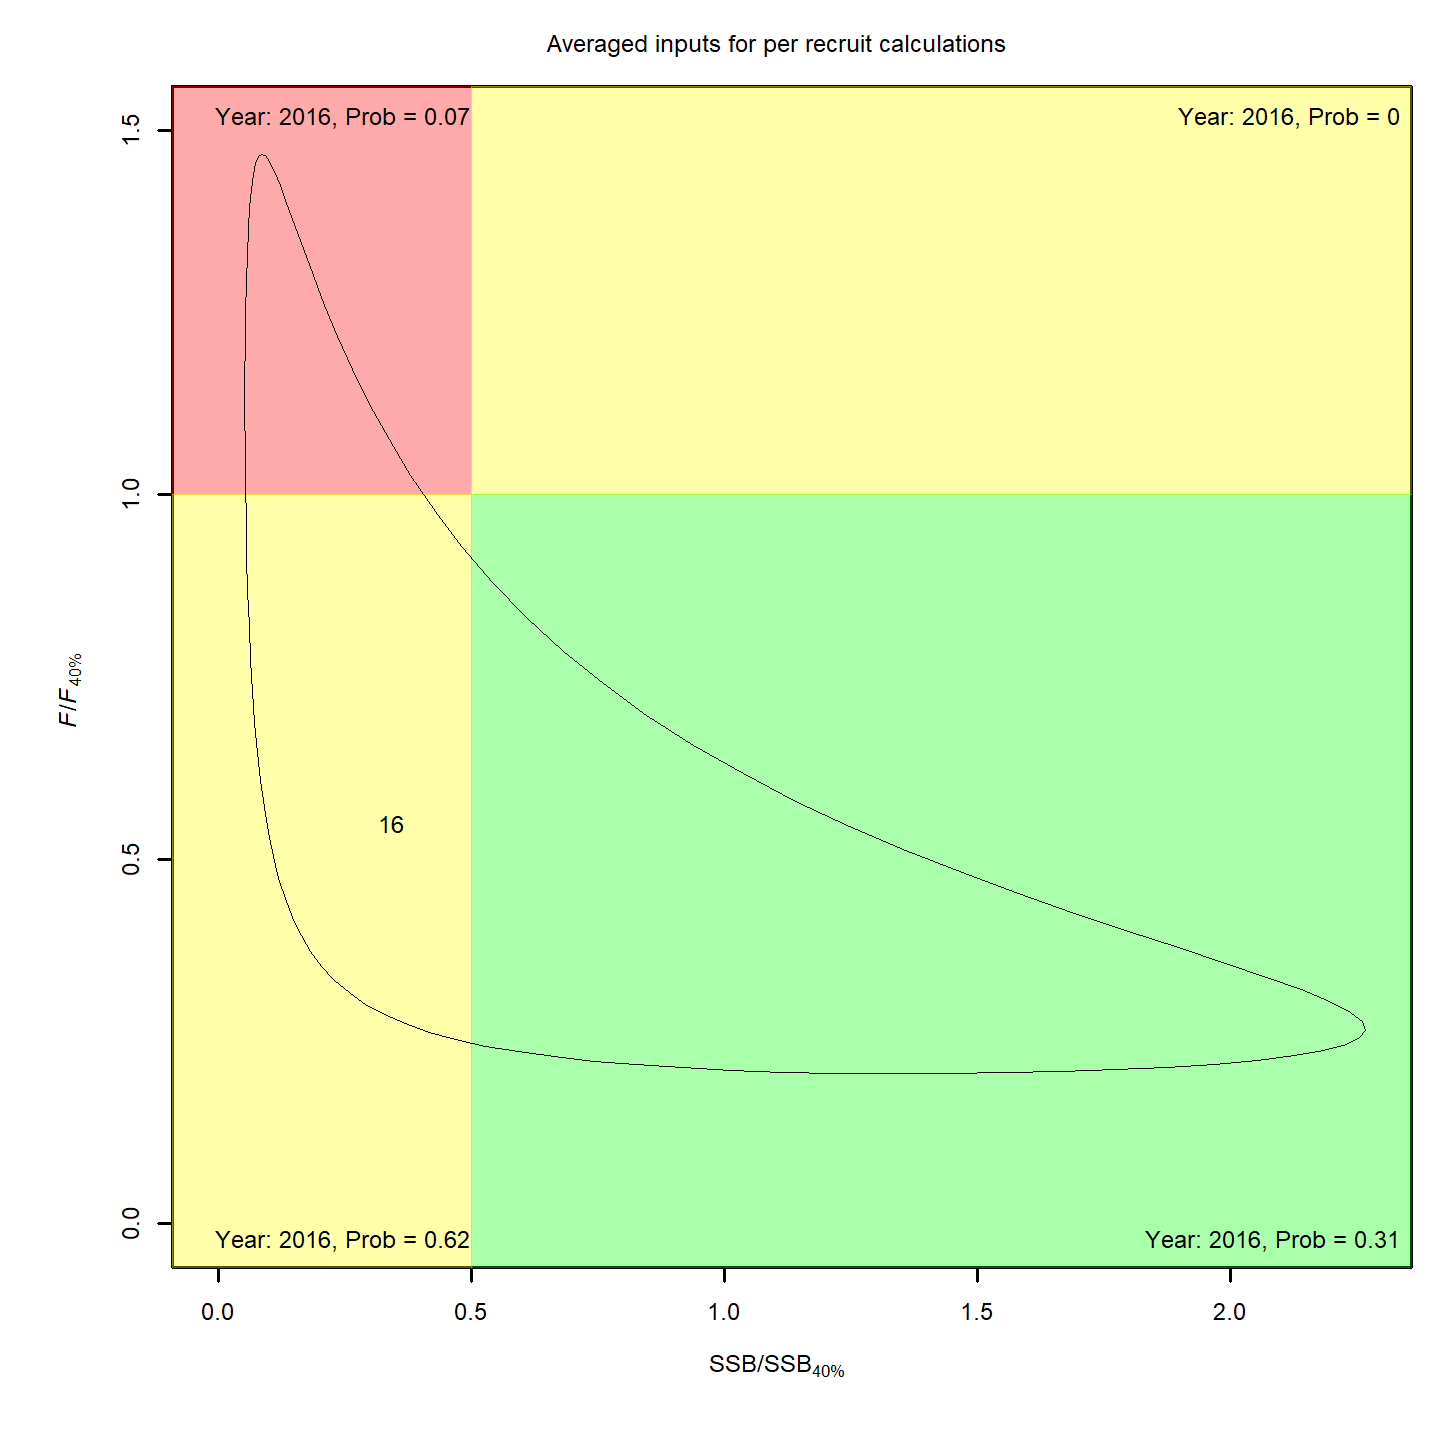 Averaged inputs for per recruit calculations
Year: 2016, Prob = 0.07
Year: 2016, Prob = 0
1.5
1.0
0.5
0.0
F/F40%
16
Year: 2016, Prob = 0.62
Year: 2016, Prob = 0.31
0.0 0.5 1.0 1.5 2.0
SSB/SSB40%